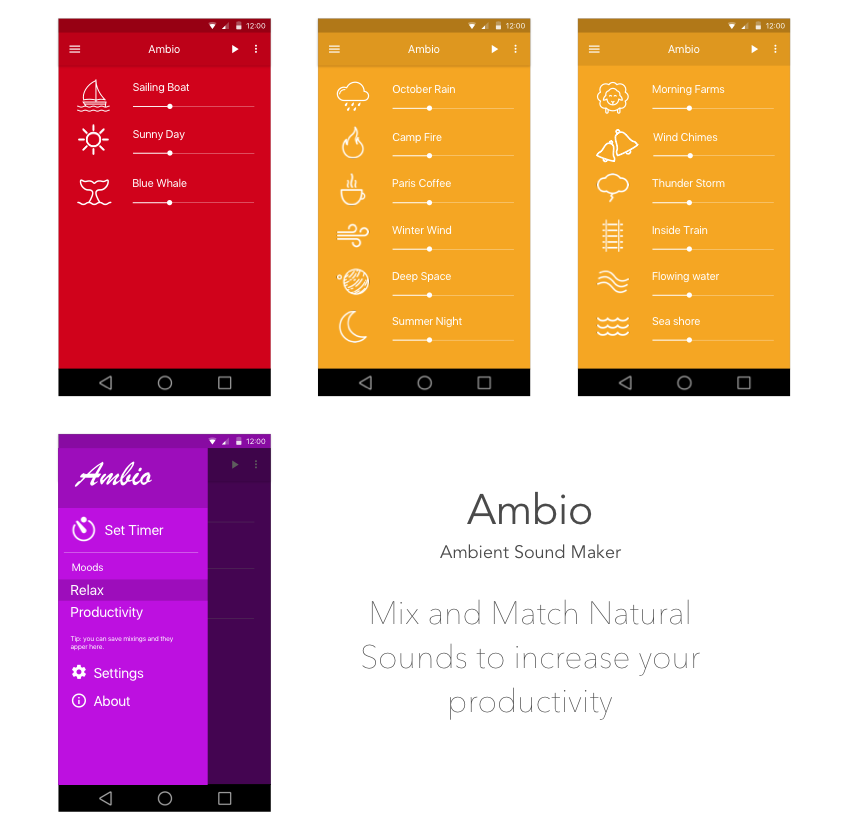 12:00
Ambio
Sailing Boat
Sunny Day
Blue Whale
12:00
Ambio
October Rain
Camp Fire
Paris Coffee
Winter Wind
Deep Space
Summer Night
12:00
Ambio
Morning Farms
Wind Chimes
Thunder Storm
Inside Train
Flowing water
Sea shore
12:00
Ambio
Set Timer
Moods
Relax
Productivity
Tip: you can save mixings and they
apper here.
Settings
About
Ambio
Ambient Sound Maker
Mix and Match Natural
Sounds to increase your
productivity